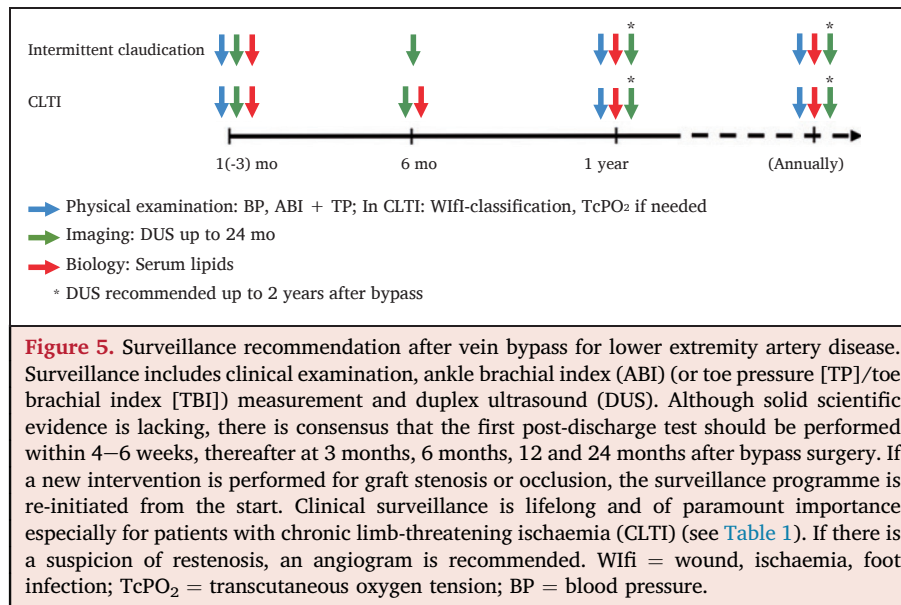 * *
Intermittent claudication
* *
CLTI
1(-3) mo 6 mo 1 year (Annually)
Physical examination: BP, ABI + TP; In CLTI: WIfI-classification, TcPO₂ if needed
Imaging: DUS up to 24 mo
Biology: Serum lipids
* DUS recommended up to 2 years after bypass
Figure 5. Surveillance recommendation after vein bypass for lower extremity artery disease.
Surveillance includes clinical examination, ankle brachial index (ABI) (or toe pressure [TP]/toe
brachial index [TBI]) measurement and duplex ultrasound (DUS). Although solid scientific
evidence is lacking, there is consensus that the first post-discharge test should be performed
within 4–6 weeks, thereafter at 3 months, 6 months, 12 and 24 months after bypass surgery. If
a new intervention is performed for graft stenosis or occlusion, the surveillance programme is
re-initiated from the start. Clinical surveillance is lifelong and of paramount importance
especially for patients with chronic limb-threatening ischaemia (CLTI) (see Table 1). If there is
a suspicion of restenosis, an angiogram is recommended. WIfi = wound, ischaemia, foot
infection; TcPO₂ = transcutaneous oxygen tension; BP = blood pressure.